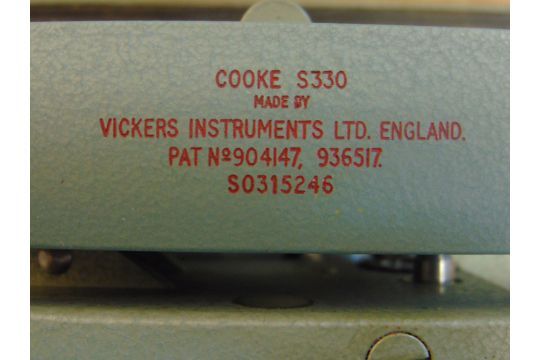 COOKE S330
MADE BY
VICKERS INSTRUMENTS LTD. ENGLAND.
PAT Nº904147, 936517.
S0315246